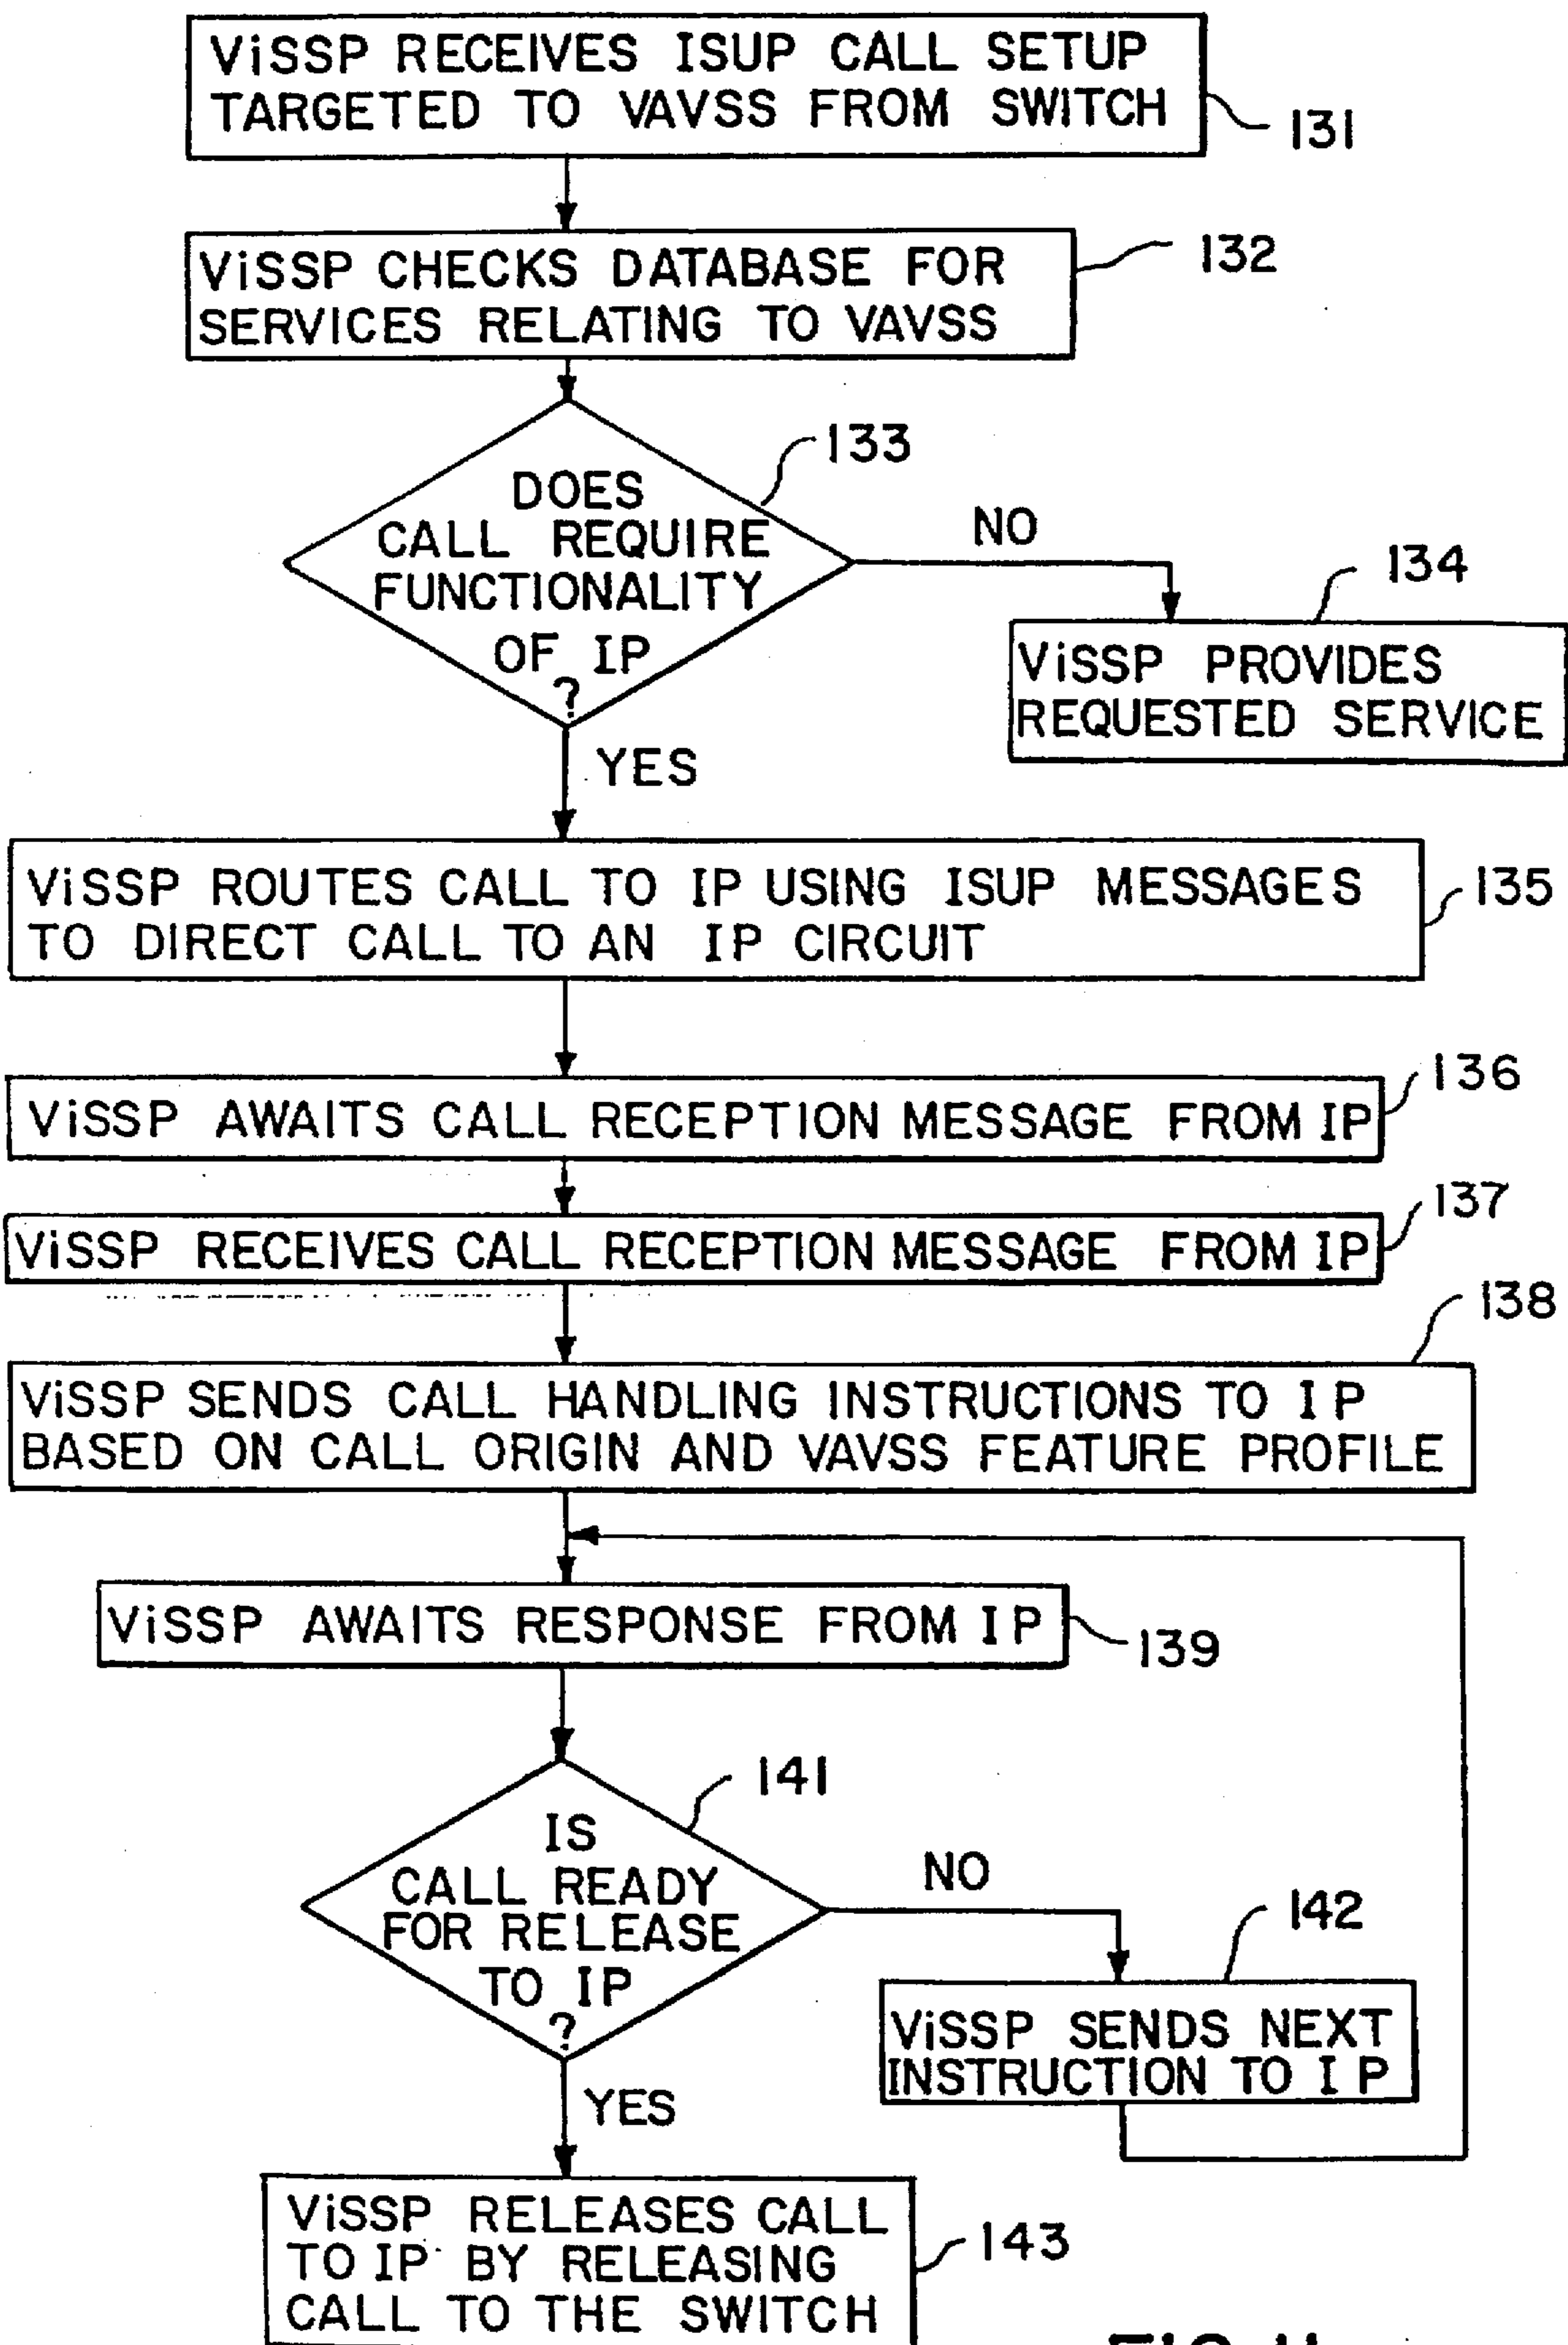 ViSSP RECEIVES ISUP CALL SETUP
TARGETED TO VAVSS FROM SWITCH
131
ViSSP CHECKS DATABASE FOR
SERVICES RELATING TO VAVSS
132
133
DOES
CALL REQUIRE
FUNCTIONALITY
OF IP
?
NO
134
ViSSP PROVIDES
REQUESTED SERVICE
YES
ViSSP ROUTES CALL TO IP USING ISUP MESSAGES
TO DIRECT CALL TO AN IP CIRCUIT
135
136
ViSSP AWAITS CALL RECEPTION MESSAGE FROM IP
137
ViSSP RECEIVES CALL RECEPTION MESSAGE FROM IP
138
ViSSP SENDS CALL HANDLING INSTRUCTIONS TO IP
BASED ON CALL ORIGIN AND VAVSS FEATURE PROFILE
ViSSP AWAITS RESPONSE FROM IP
139
141
IS
CALL READY
FOR RELEASE
TO IP
?
NO
142
ViSSP SENDS NEXT
INSTRUCTION TO IP
YES
ViSSP RELEASES CALL
TO IP BY RELEASING
CALL TO THE SWITCH
143